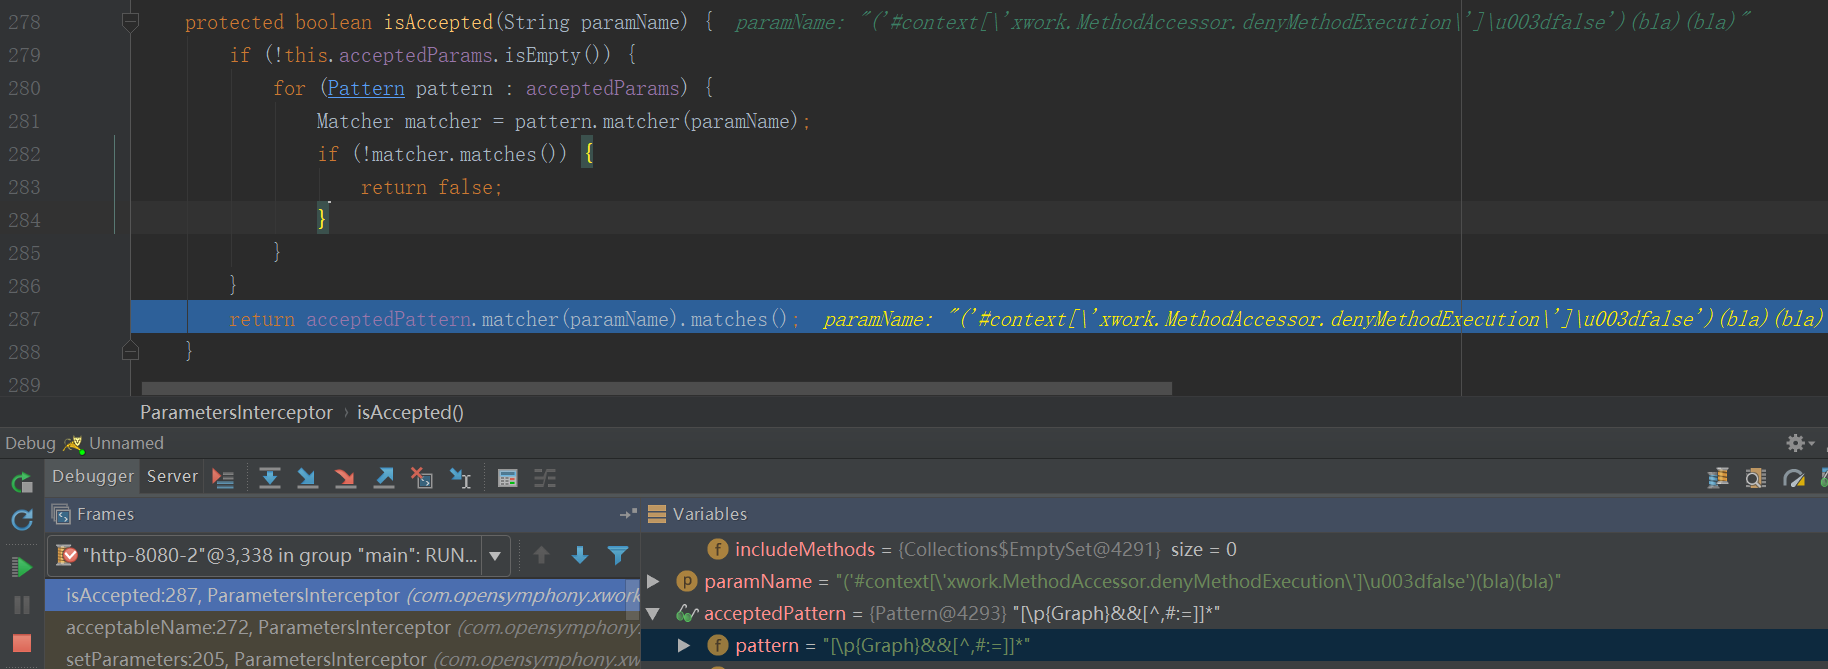 278 protected boolean isAccepted(String paramName) { paramName: "('#context[\'xwork.MethodAccessor.denyMethodExecution\']\u003dfalse')(bla)(bla)"
279 if (!this.acceptedParams.isEmpty()) {
280 for (Pattern pattern : acceptedParams) {
281 Matcher matcher = pattern.matcher(paramName);
282 if (!matcher.matches()) {
283 return false;
284 }
285 }
286 }
287 return acceptedPattern.matcher(paramName).matches(); paramName: "('#context[\'xwork.MethodAccessor.denyMethodExecution\']\u003dfalse')(bla)(bla)
288 }
289
ParametersInterceptor › isAccepted()
Debug Unnamed
Debugger Server
Frames Variables
"http-8080-2"@3,338 in group "main": RUN...
includeMethods = {Collections$EmptySet@4291} size = 0
paramName = "('#context[\'xwork.MethodAccessor.denyMethodExecution\']\u003dfalse')(bla)(bla)"
isAccepted:287, ParametersInterceptor (com.opensymphony.xwork
acceptedPattern = {Pattern@4293} "[\p{Graph}&&[^,#:=]]*"
acceptableName:272, ParametersInterceptor (com.opensymphony.
pattern = "[\p{Graph}&&[^,#:=]]*"
setParameters:205, ParametersInterceptor (com.opensymphony.xw